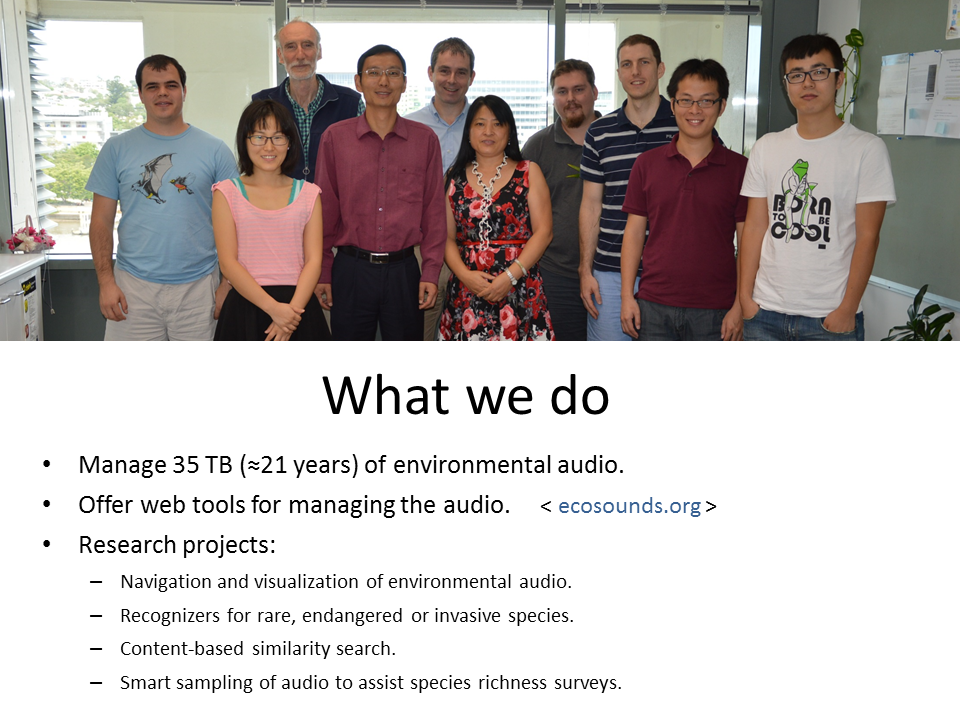 BORN
TO BE
COOL
What we do
• Manage 35 TB (≈21 years) of environmental audio.
• Offer web tools for managing the audio. < ecosounds.org >
• Research projects:
– Navigation and visualization of environmental audio.
– Recognizers for rare, endangered or invasive species.
– Content-based similarity search.
– Smart sampling of audio to assist species richness surveys.